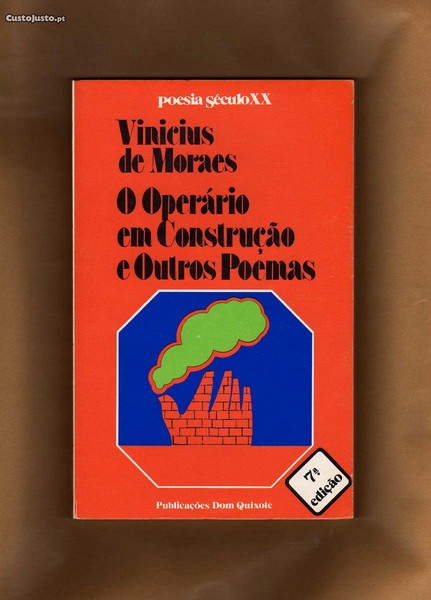 CustoJusto.pt
poesia século XX
Vinicius
de Moraes
O Operário
em Construção
e Outros Poemas
7ª
edição
Publicações Dom Quixote